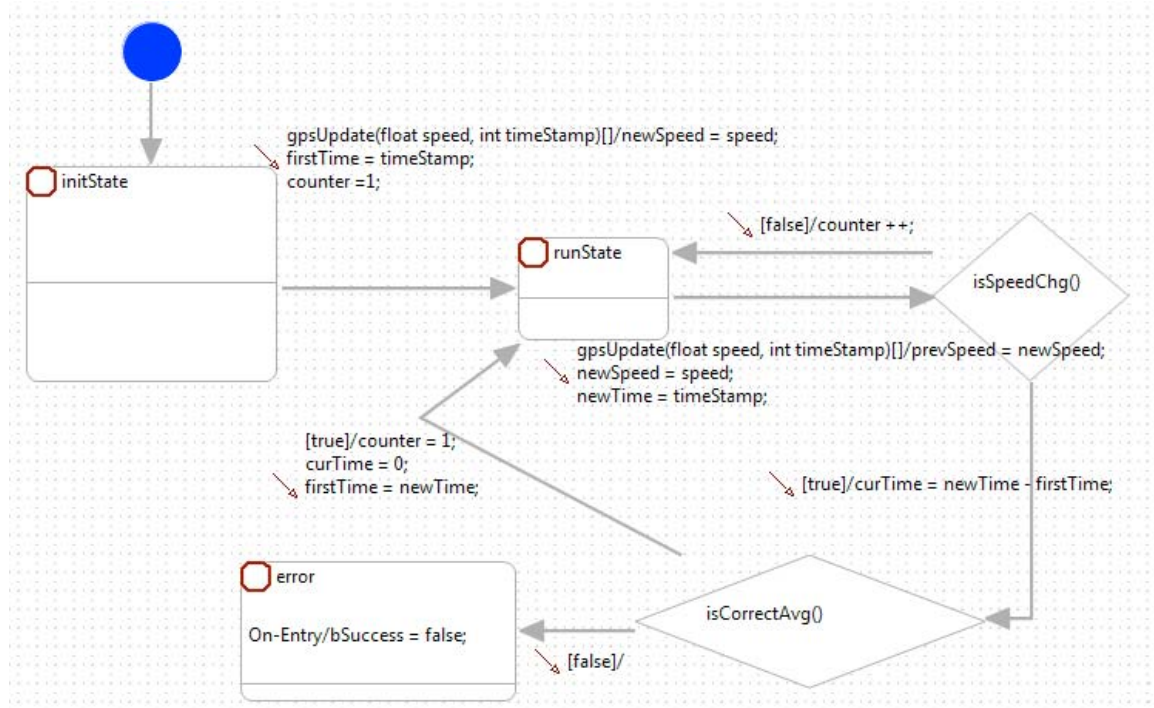 gpsUpdate(float speed, int timeStamp)[]/newSpeed = speed;
firstTime = timeStamp;
counter =1;
initState
[false]/counter ++;
runState
isSpeedChg()
gpsUpdate(float speed, int timeStamp)[]/prevSpeed = newSpeed;
newSpeed = speed;
newTime = timeStamp;
[true]/counter = 1;
curTime = 0;
firstTime = newTime;
[true]/curTime = newTime - firstTime;
error
On-Entry/bSuccess = false;
isCorrectAvg()
[false]/